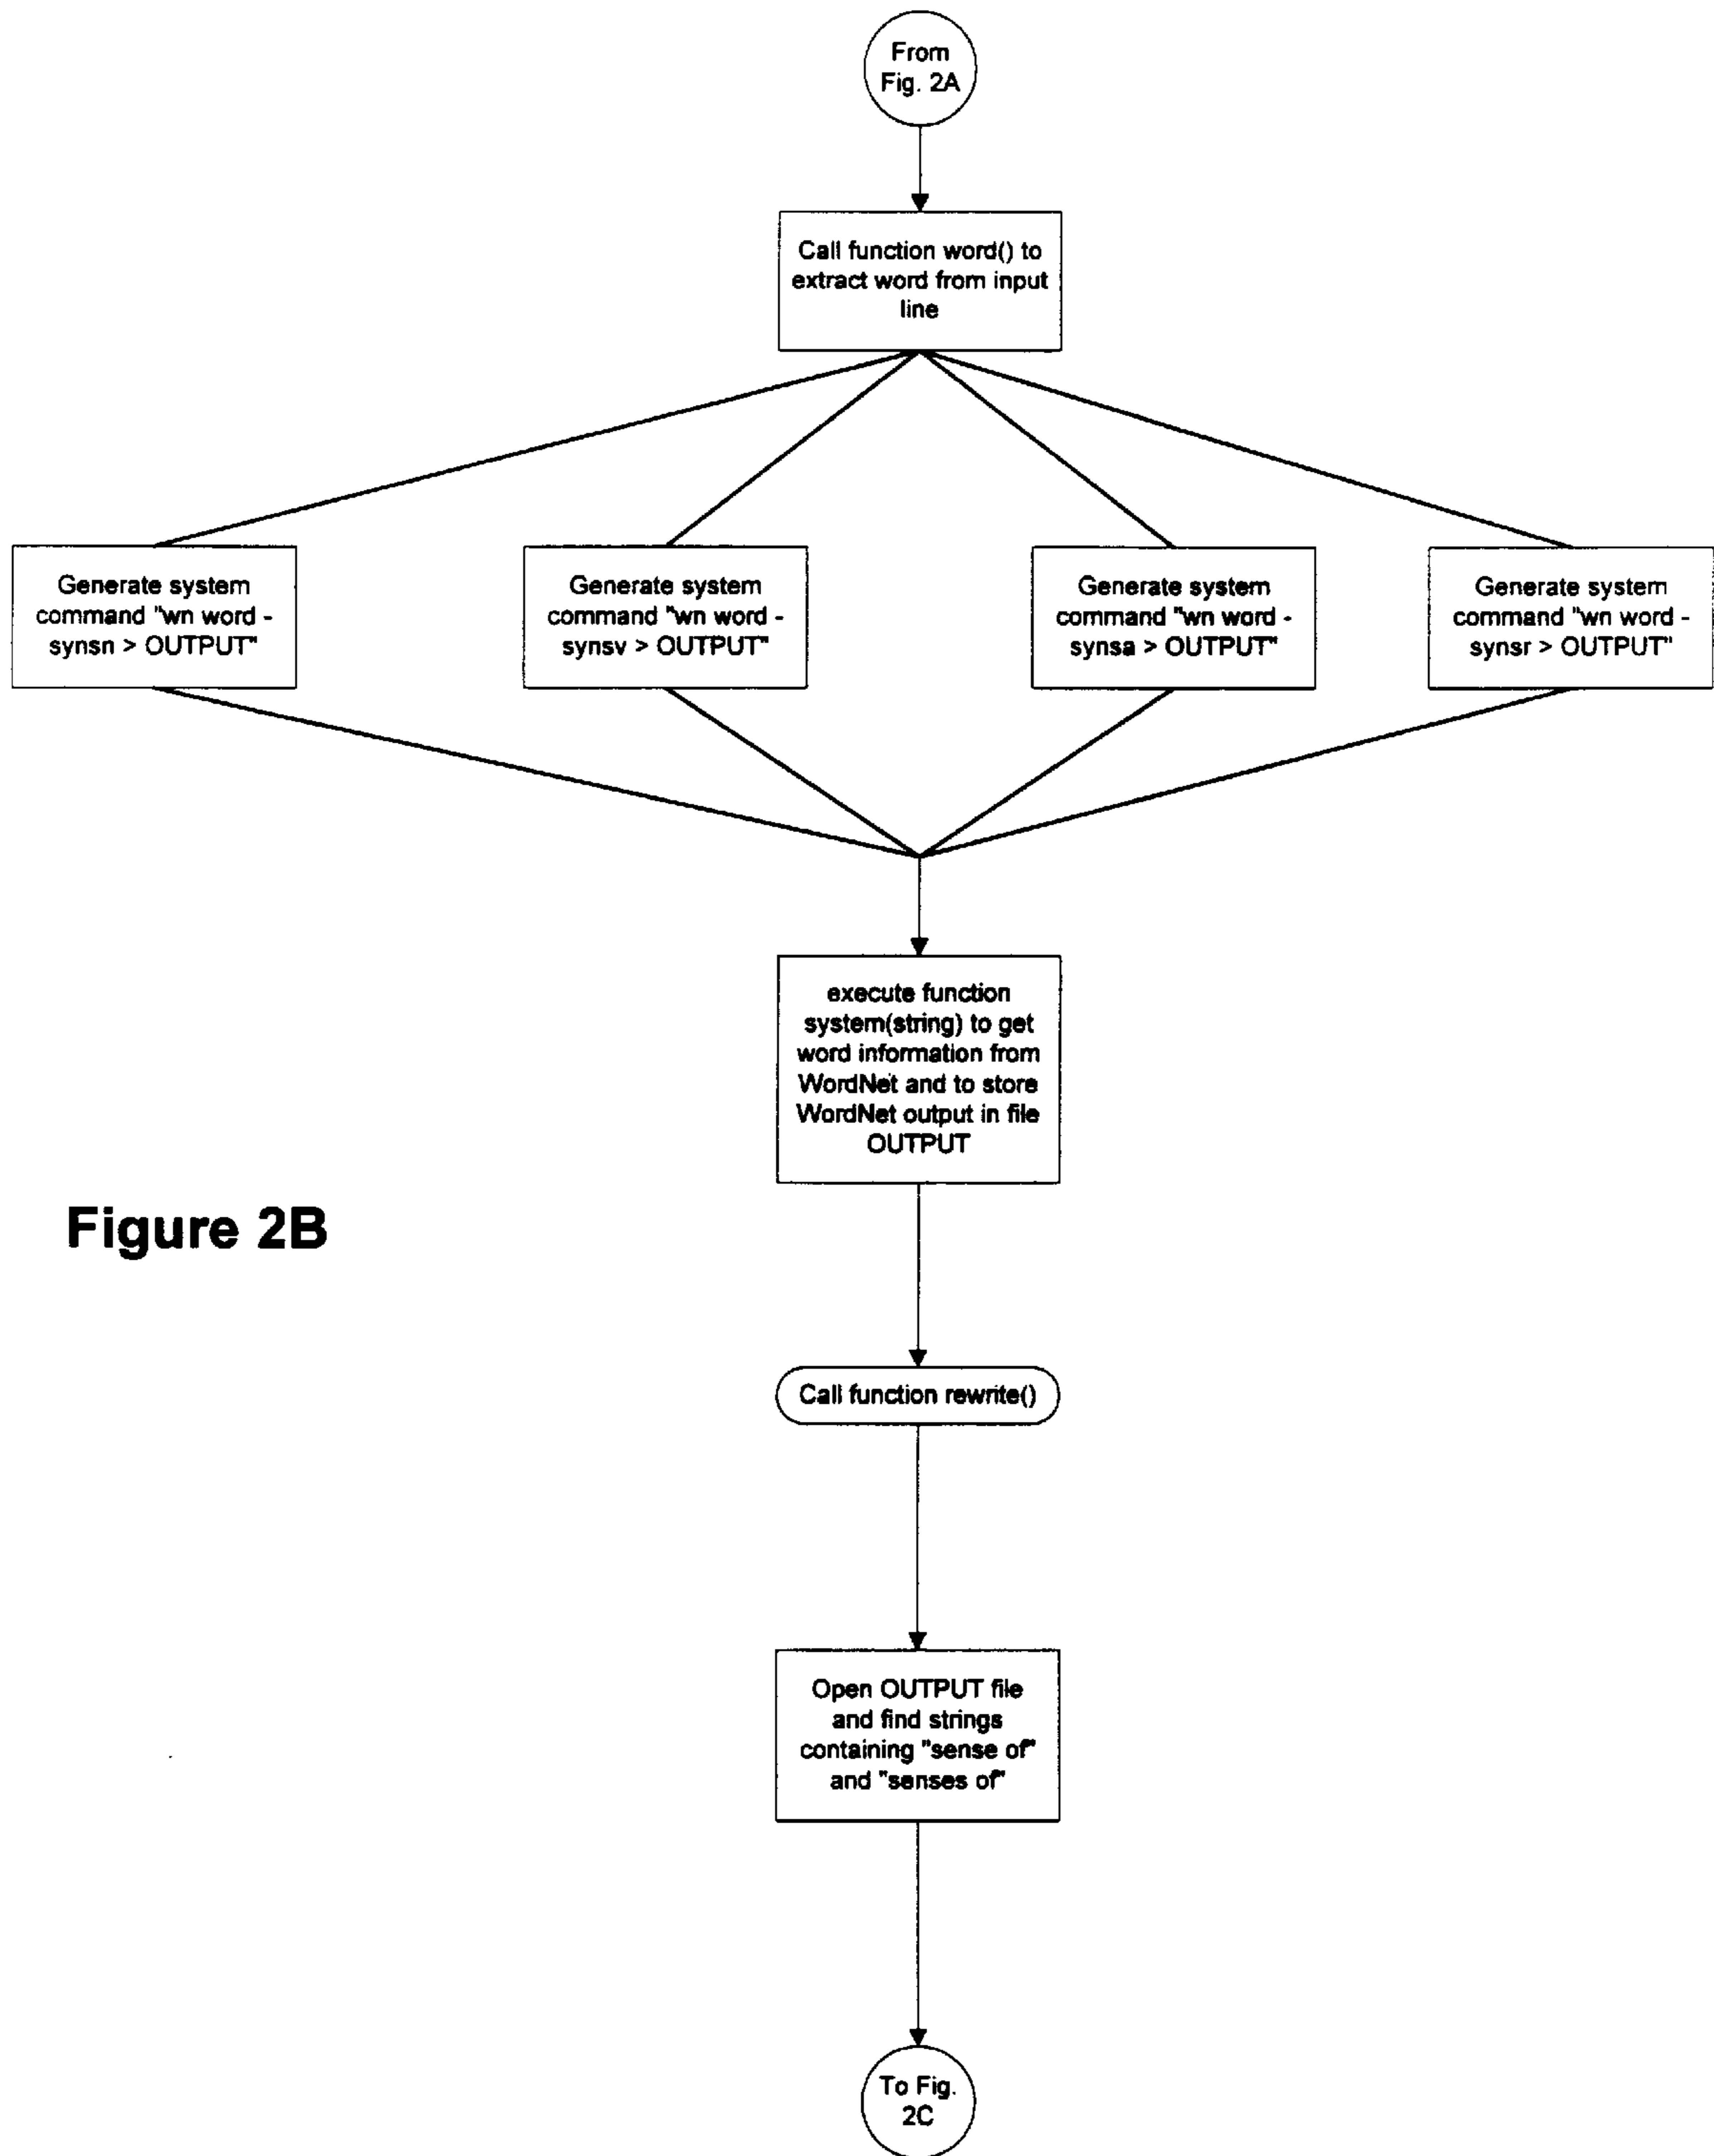 From
Fig. 2A
Call function word() to
extract word from input
line
Generate system
command "wn word -
synsn > OUTPUT"
Generate system
command "wn word -
synsv > OUTPUT"
Generate system
command "wn word -
synsa > OUTPUT"
Generate system
command "wn word -
synsr > OUTPUT"
execute function
system(string) to get
word information from
WordNet and to store
WordNet output in file
OUTPUT
Figure 2B
Call function rewrite()
Open OUTPUT file
and find strings
containing "sense of"
and "senses of"
To Fig.
2C